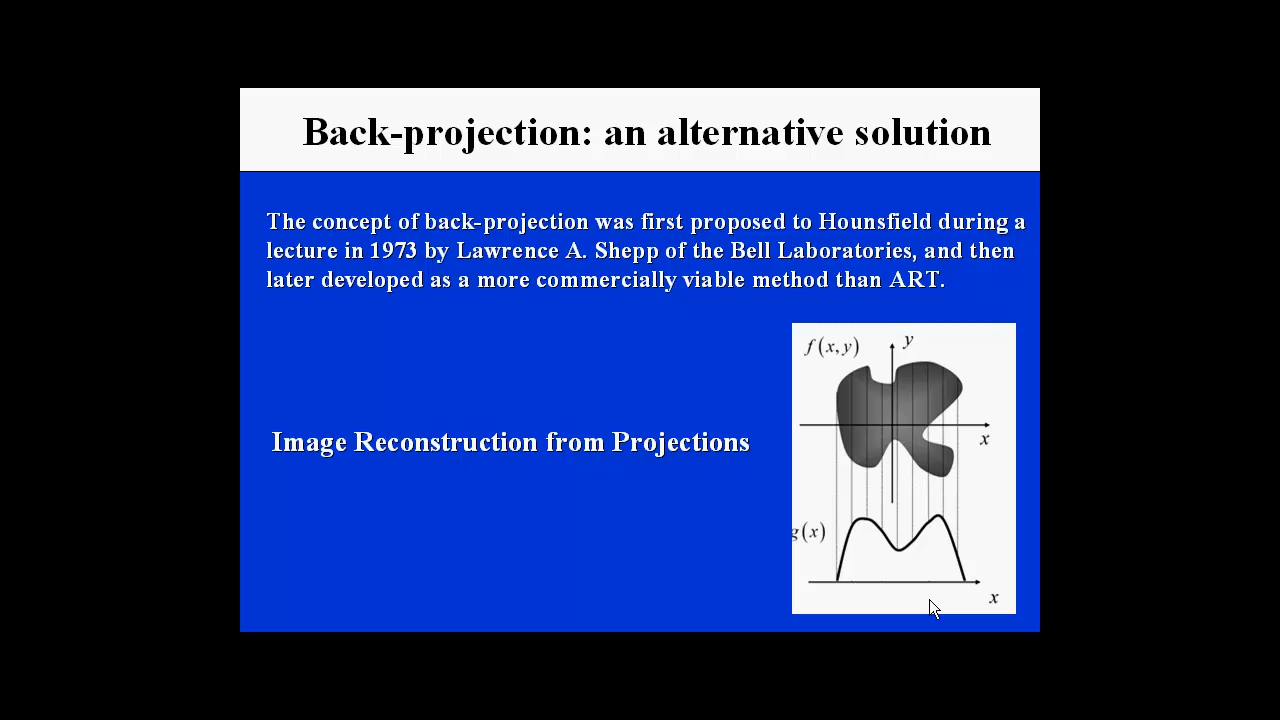 Back-projection: an alternative solution
The concept of back-projection was first proposed to Hounsfield during a
lecture in 1973 by Lawrence A. Shepp of the Bell Laboratories, and then
later developed as a more commercially viable method than ART.
f(x,y)
y
x
Image Reconstruction from Projections
g(x)
x